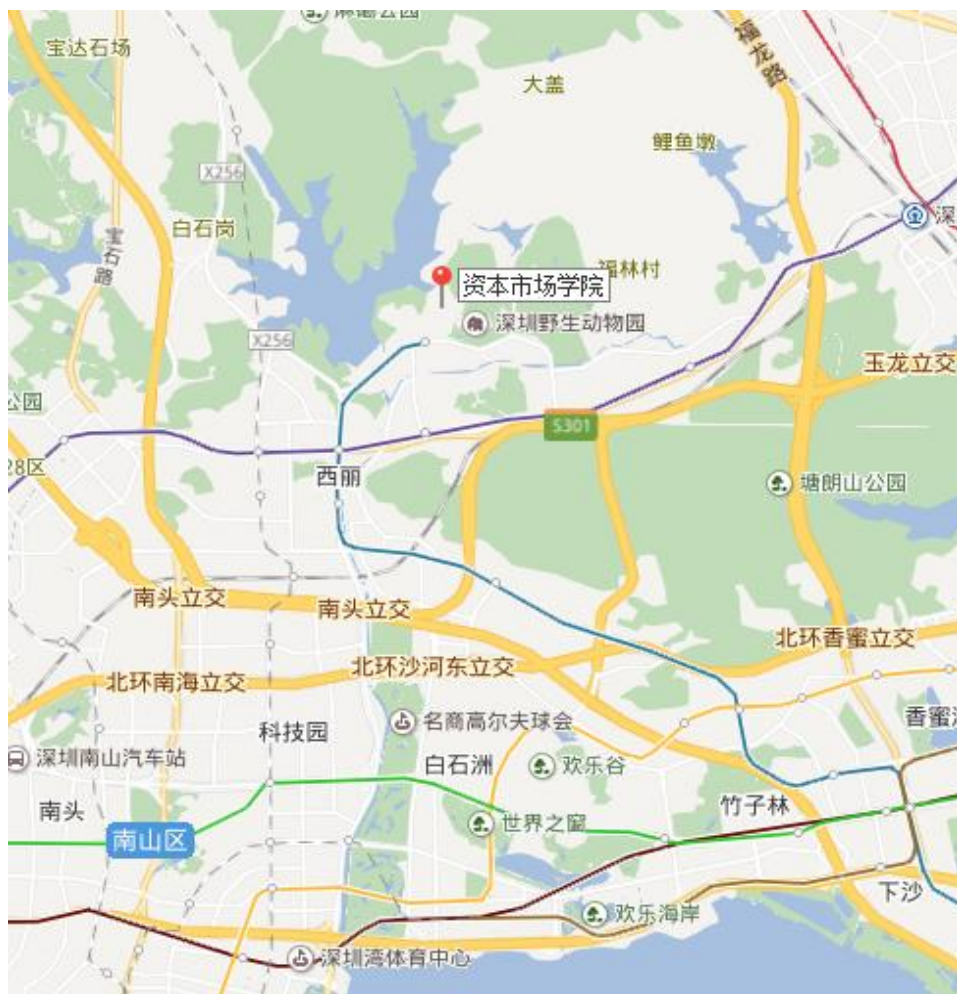 宝达石场
福龙路
大盖
鲤鱼墩
X256
白石岗
宝石路
深
福林村
资本市场学院
深圳野生动物园
X256
玉龙立交
公园
S301
28区
西丽
塘朗山公园
南头立交
南头立交
北环香蜜立交
北环沙河东立交
北环南海立交
香蜜
名商高尔夫球会
科技园
深圳南山汽车站
白石洲
欢乐谷
南头
竹子林
世界之窗
南山区
下沙
欢乐海岸
深圳湾体育中心